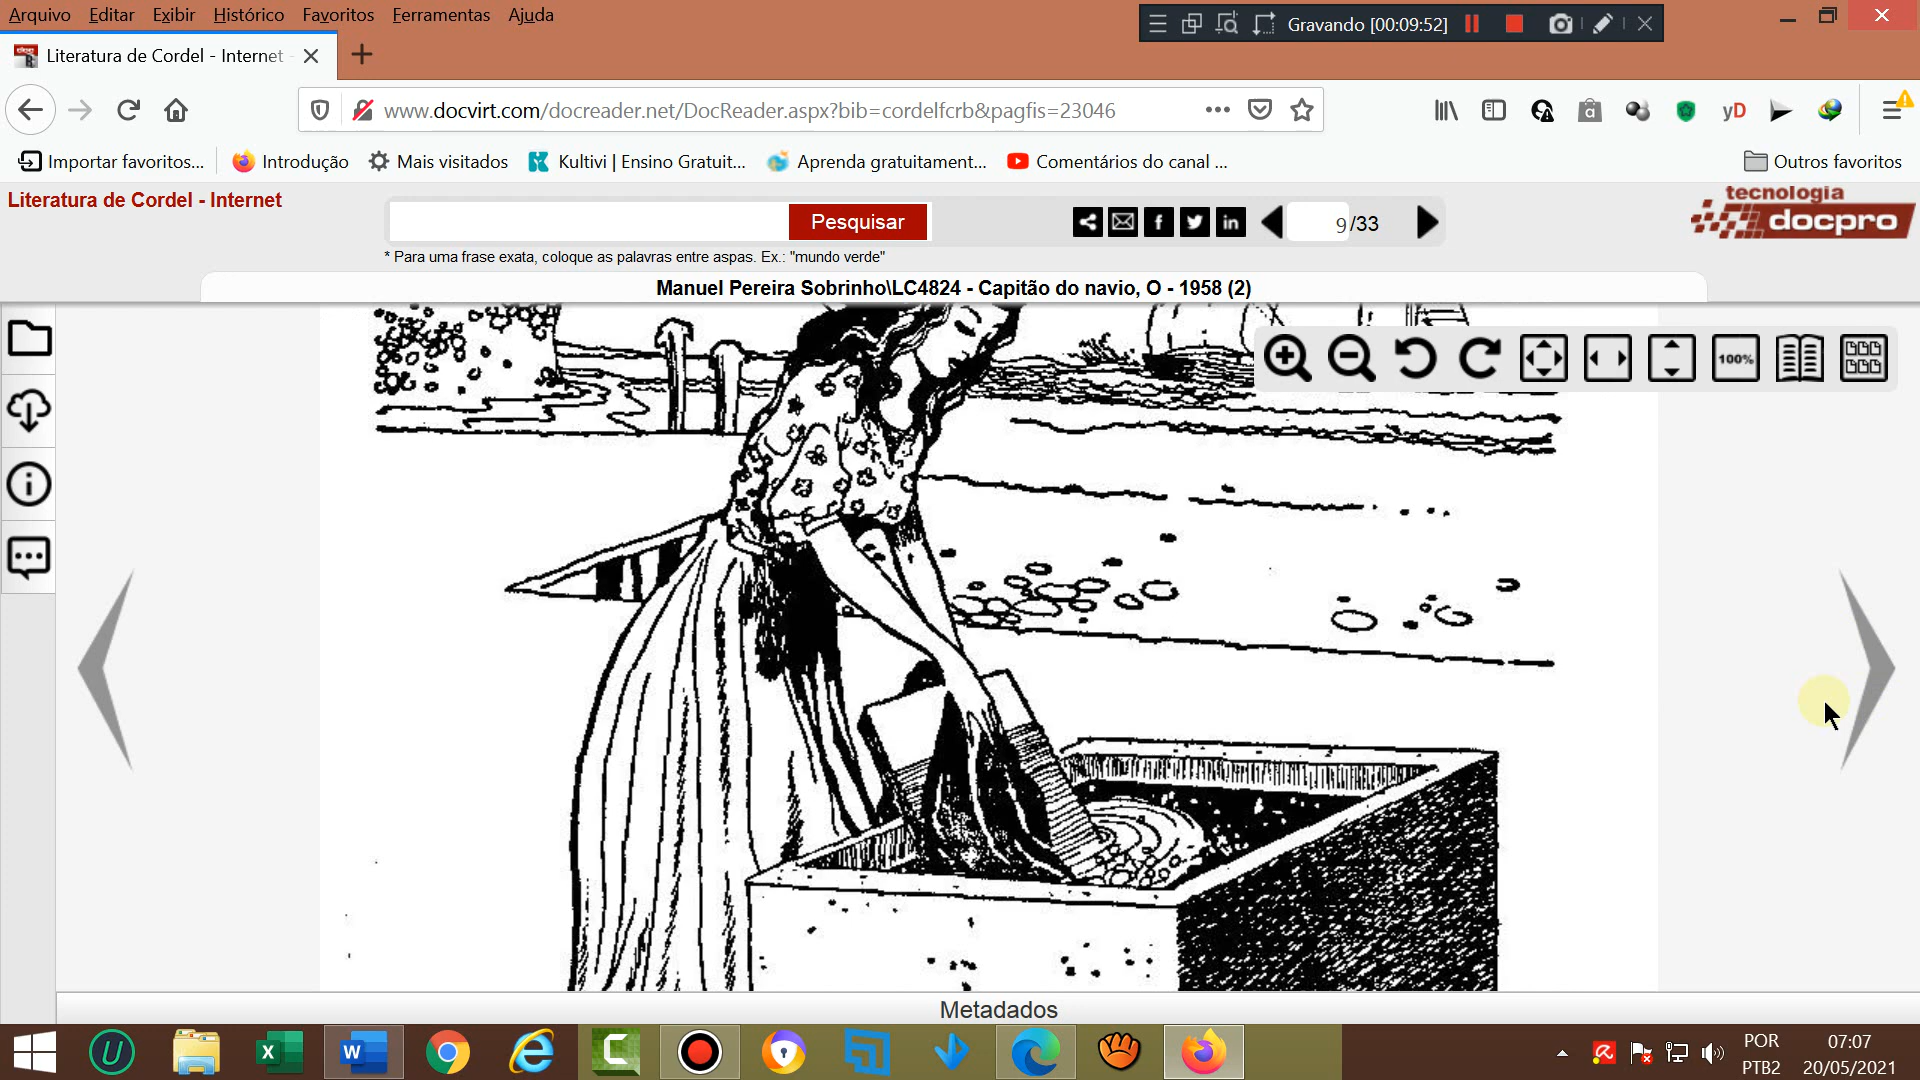 Arquivo Editar Exibir Histórico Favoritos Ferramentas Ajuda
Gravando [00:09:52]
Literatura de Cordel - Internet -
www.docvirt.com/docreader.net/DocReader.aspx?bib=cordelfcrb&pagfis=23046
yD
Importar favoritos... Introdução Mais visitados Kultivi | Ensino Gratuit... Aprenda gratuitament... Comentários do canal ... Outros favoritos
Literatura de Cordel - Internet
Pesquisar
9/33
tecnologia
docpro
* Para uma frase exata, coloque as palavras entre aspas. Ex.: "mundo verde"
Manuel Pereira Sobrinho\LC4824 - Capitão do navio, O - 1958 (2)
100%
Metadados
POR
PTB2
07:07
20/05/2021